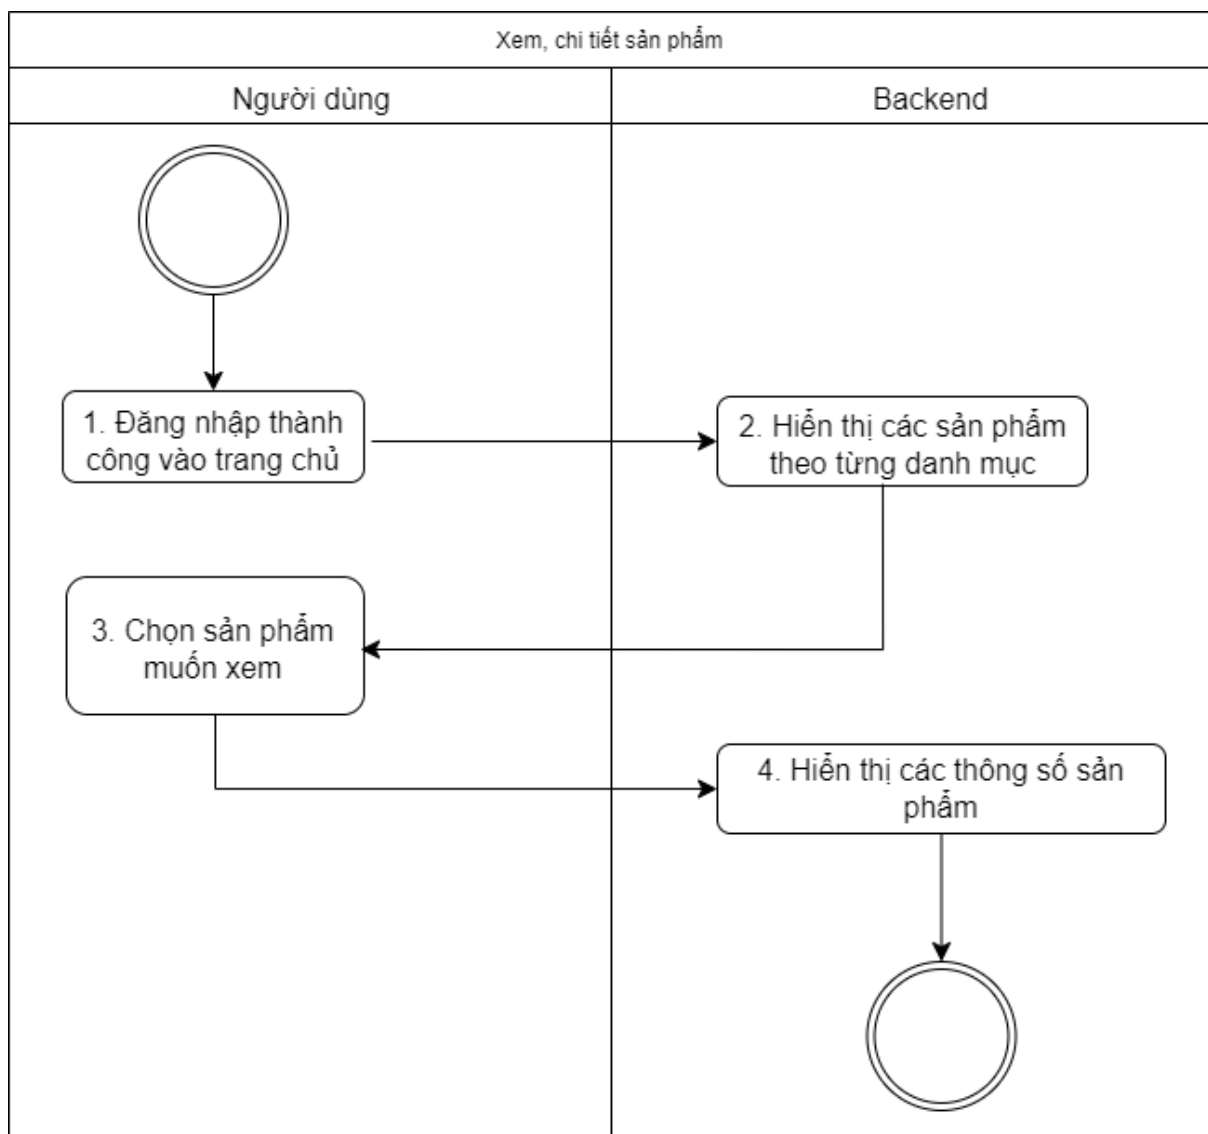 Xem, chi tiết sản phẩm
Người dùng
Backend
1. Đăng nhập thành
công vào trang chủ
2. Hiển thị các sản phẩm
theo từng danh mục
3. Chọn sản phẩm
muốn xem
4. Hiển thị các thông số sản
phẩm